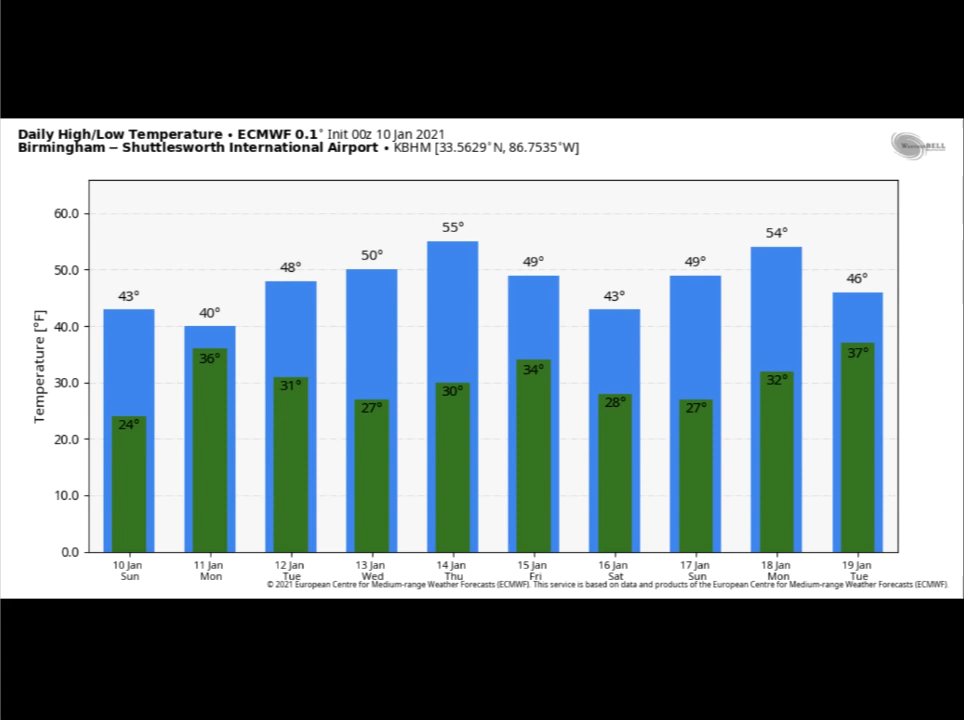 Daily High/Low Temperature • ECMWF 0.1° Init 00z 10 Jan 2021
Birmingham – Shuttlesworth International Airport • KBHM [33.5629°N, 86.7535°W]
WeatherBELL
Temperature [°F]
60.0
50.0
40.0
30.0
20.0
10.0
0.0
43° 40° 48° 50° 55° 49° 43° 49° 54° 46°
24° 36° 31° 27° 30° 34° 28° 27° 32° 37°
10 Jan 11 Jan 12 Jan 13 Jan 14 Jan 15 Jan 16 Jan 17 Jan 18 Jan 19 Jan
Sun Mon Tue Wed Thu Fri Sat Sun Mon Tue
© 2021 European Centre for Medium-range Weather Forecasts (ECMWF). This service is based on data and products of the European Centre for Medium-range Weather Forecasts (ECMWF).